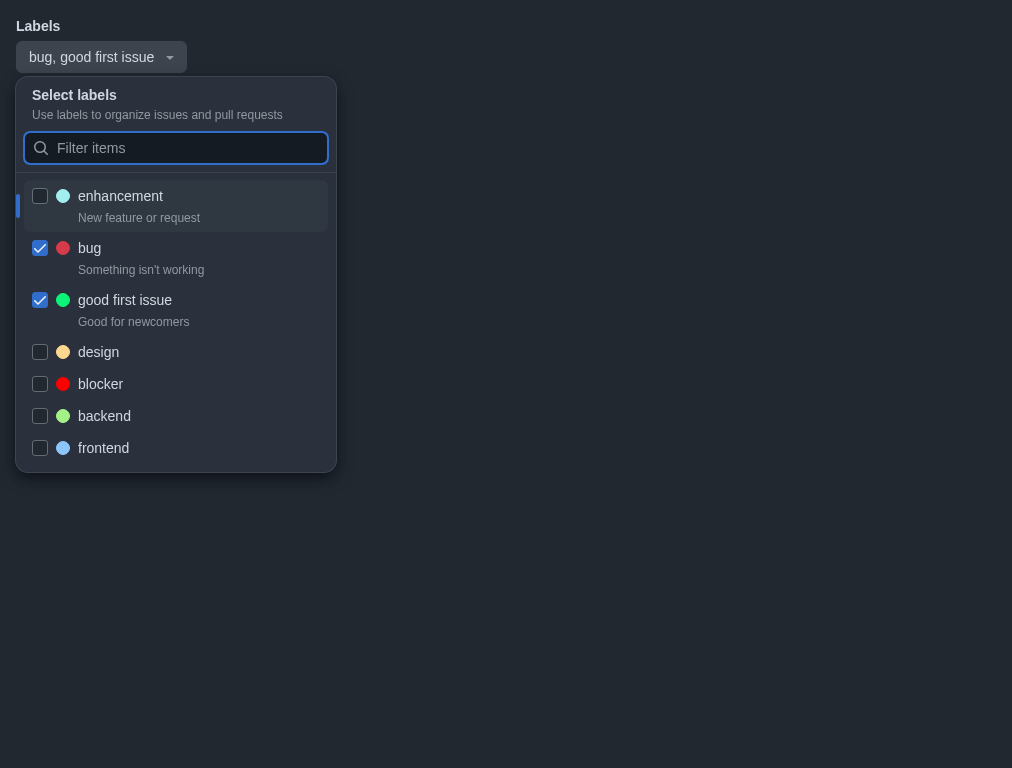 Labels
bug, good first issue
Select labels
Use labels to organize issues and pull requests
Filter items
enhancement
New feature or request
bug
Something isn't working
good first issue
Good for newcomers
design
blocker
backend
frontend